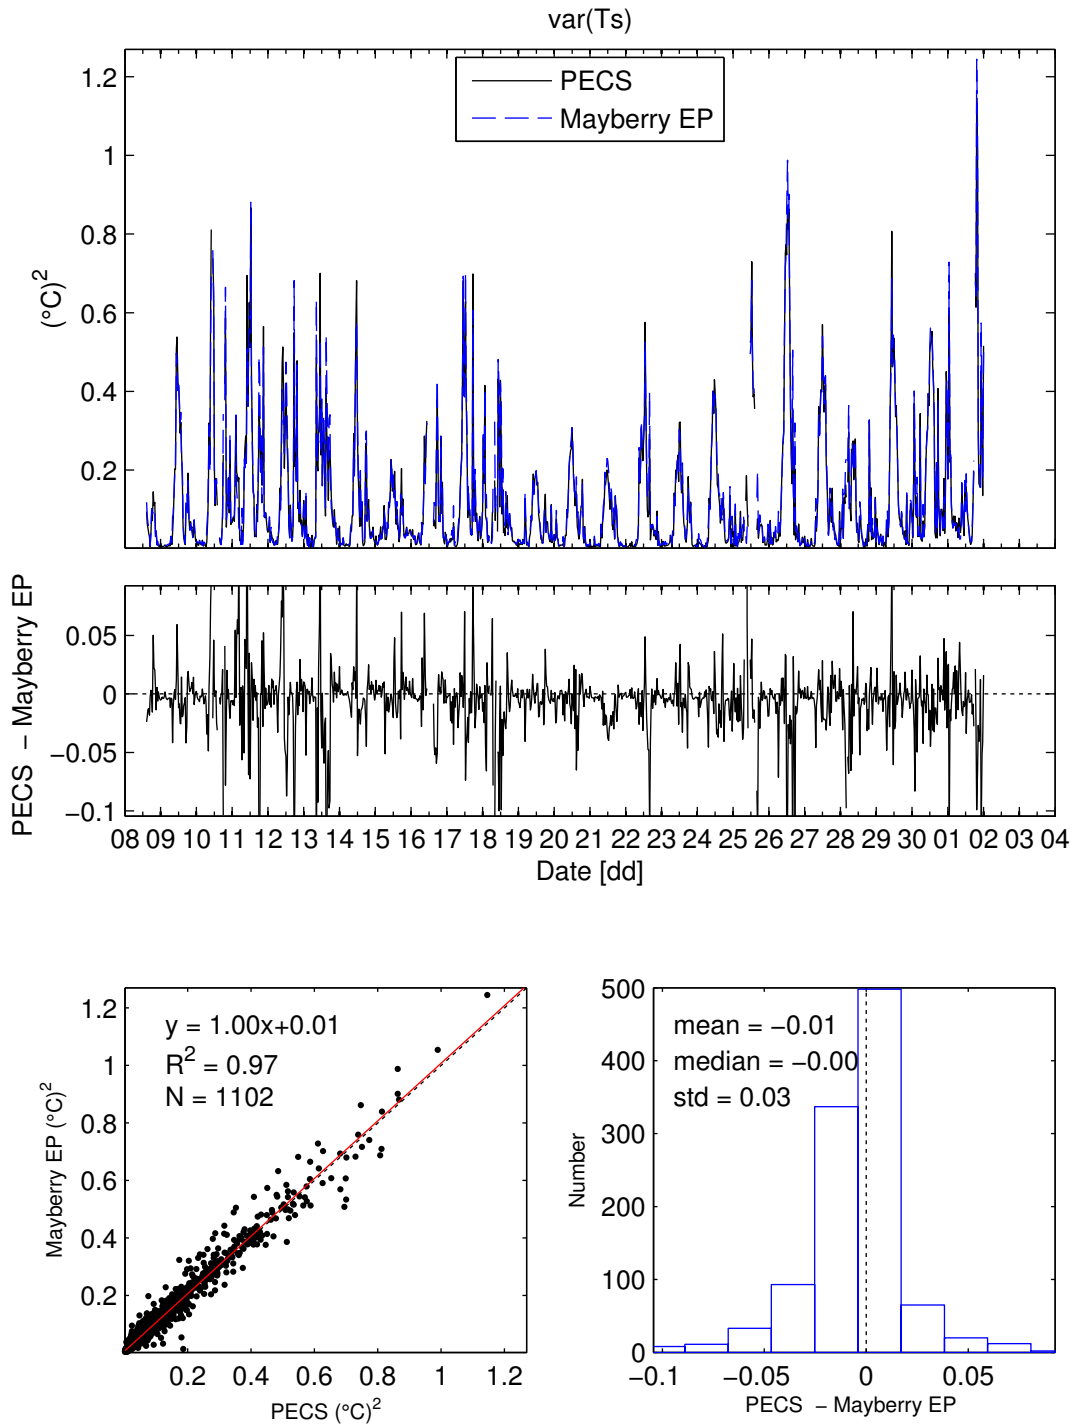 var(Ts)
PECS
Mayberry EP
(°C)²
1.2
1
0.8
0.6
0.4
0.2
PECS − Mayberry EP
0.05
0
−0.05
−0.1
08 09 10 11 12 13 14 15 16 17 18 19 20 21 22 23 24 25 26 27 28 29 30 01 02 03 04
Date [dd]
Mayberry EP (°C)²
1.2
1
0.8
0.6
0.4
0.2
y = 1.00x+0.01
R² = 0.97
N = 1102
0.2 0.4 0.6 0.8 1 1.2
PECS (°C)²
Number
500
400
300
200
100
0
mean = −0.01
median = −0.00
std = 0.03
−0.1 −0.05 0 0.05
PECS − Mayberry EP